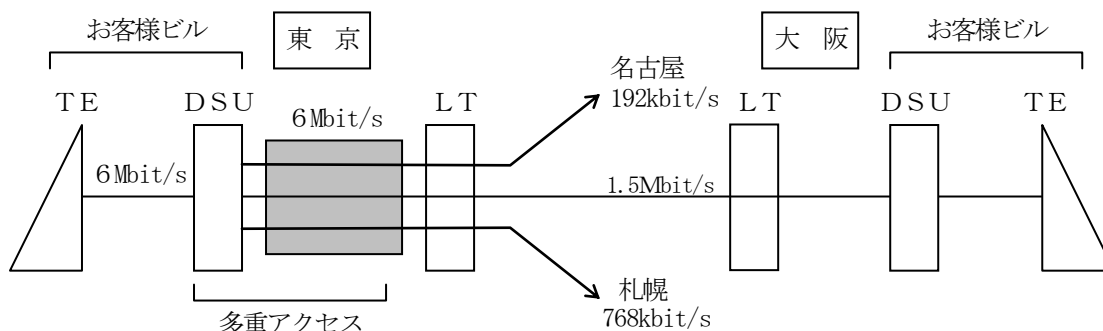 お客様ビル
東 京
大 阪
お客様ビル
名古屋
192kbit/s
TE
DSU
6Mbit/s
LT
LT
DSU
TE
6Mbit/s
1.5Mbit/s
札幌
768kbit/s
多重アクセス